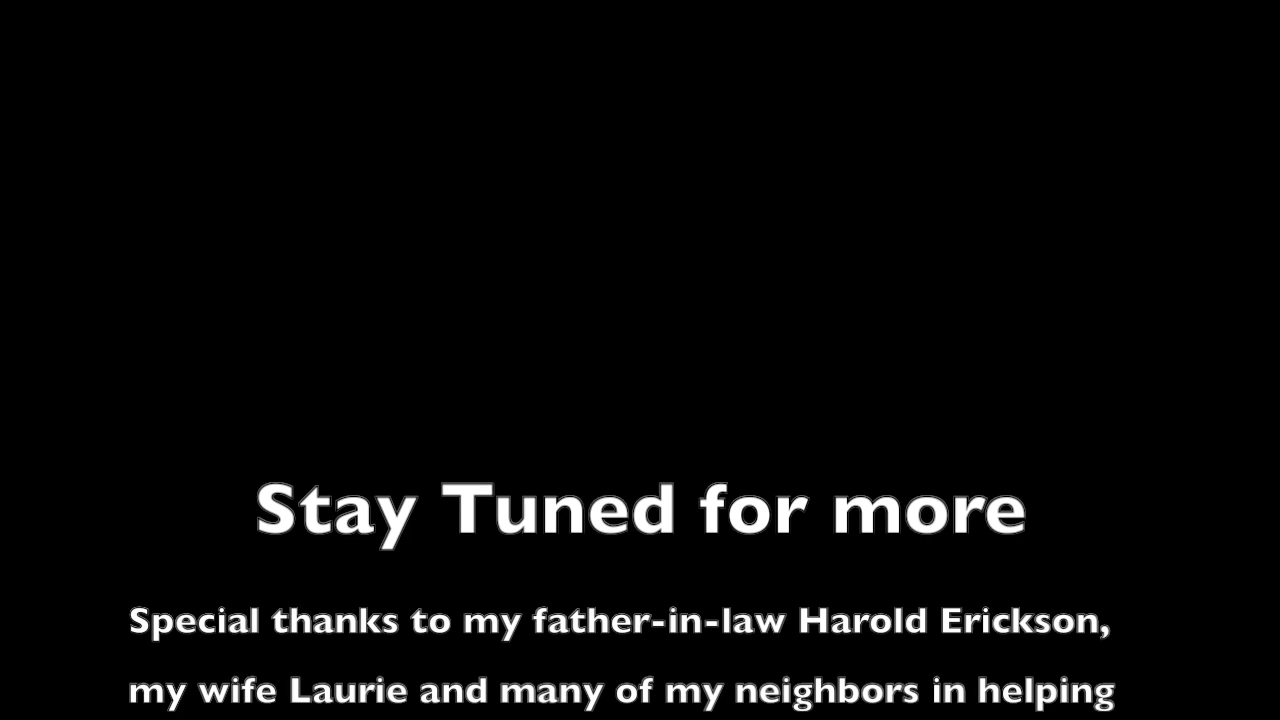 Stay Tuned for more
Special thanks to my father-in-law Harold Erickson,
my wife Laurie and many of my neighbors in helping